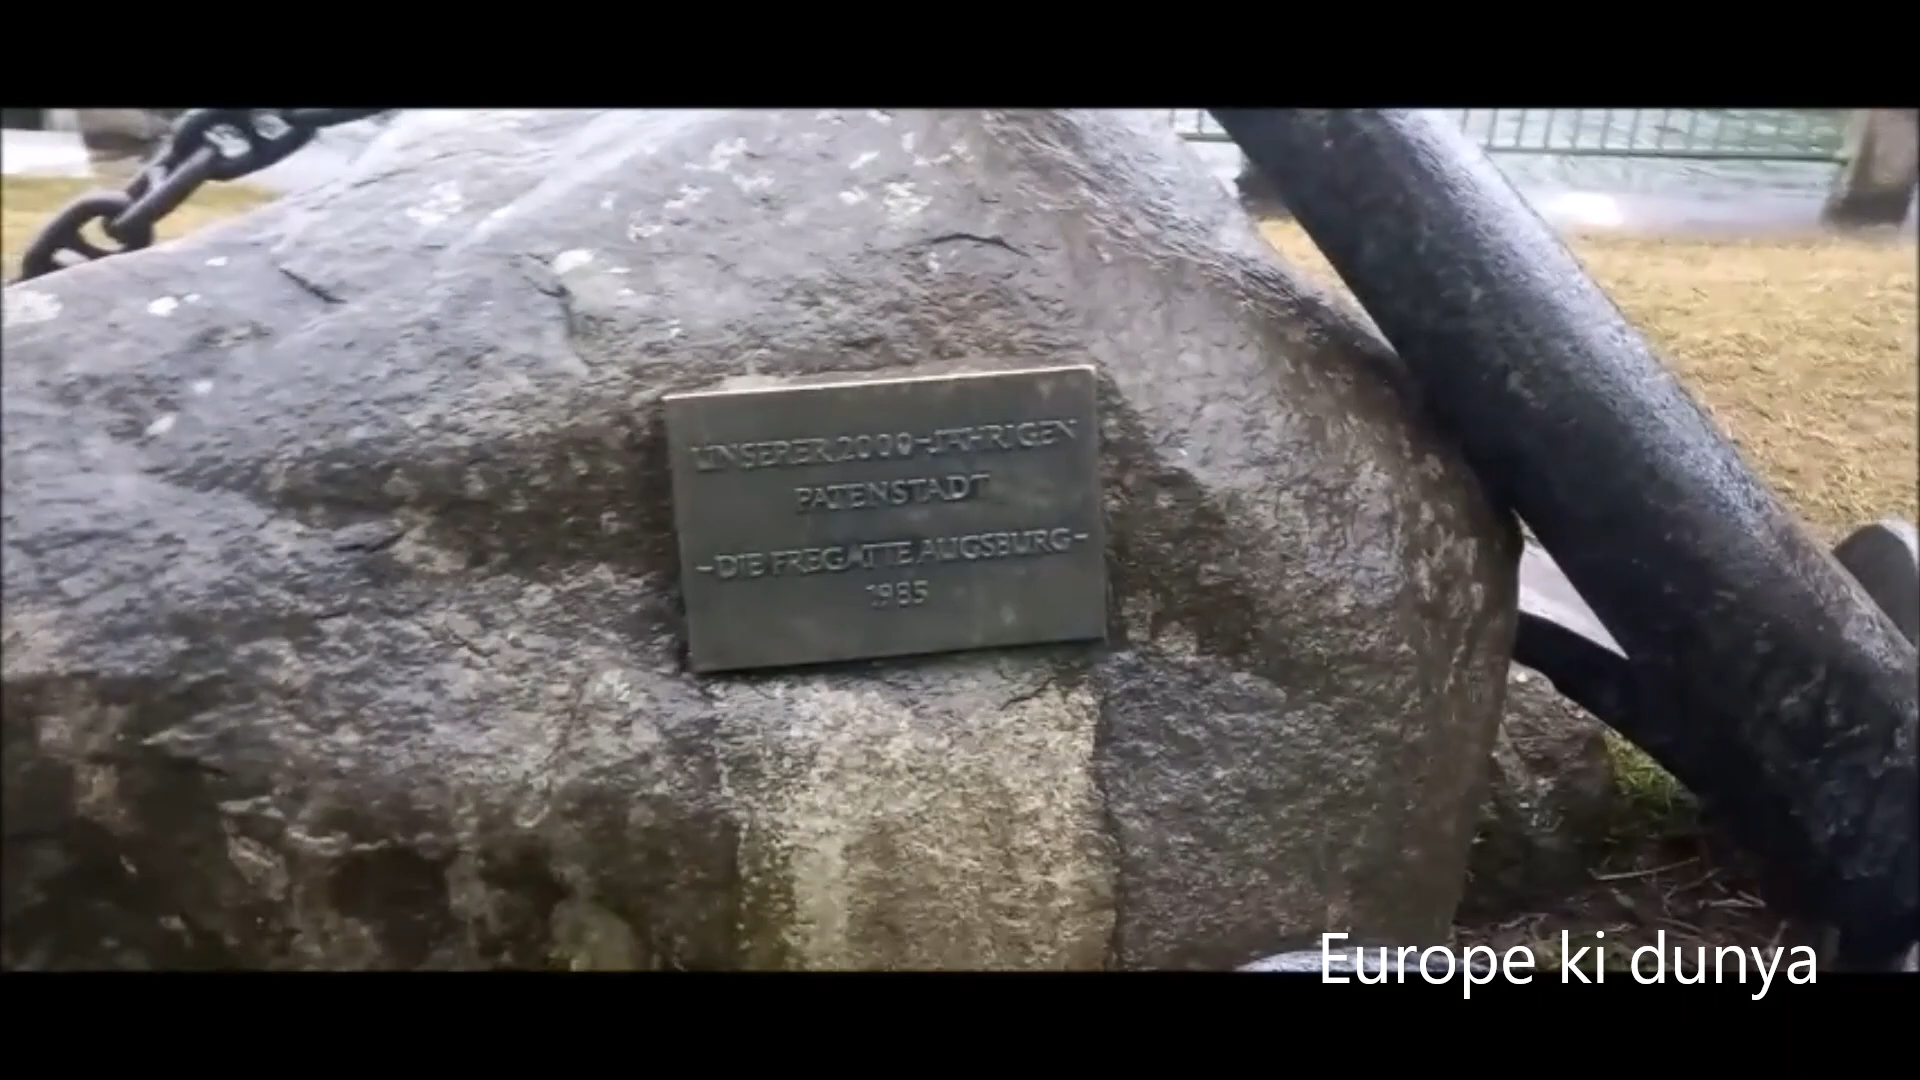 UNSERER 2000-JÄHRIGEN
PATENSTADT
-DIE FREGATTE AUGSBURG-
1985
Europe ki dunya